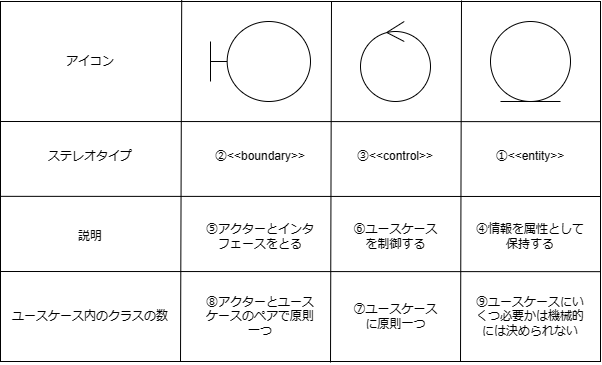 アイコン
ステレオタイプ
②<<boundary>>
③<<control>>
①<<entity>>
説明
⑤アクターとインタ
フェースをとる
⑥ユースケース
を制御する
④情報を属性として
保持する
ユースケース内のクラスの数
⑧アクターとユース
ケースのペアで原則
一つ
⑦ユースケース
に原則一つ
⑨ユースケースにい
くつ必要かは機械的
には決められない